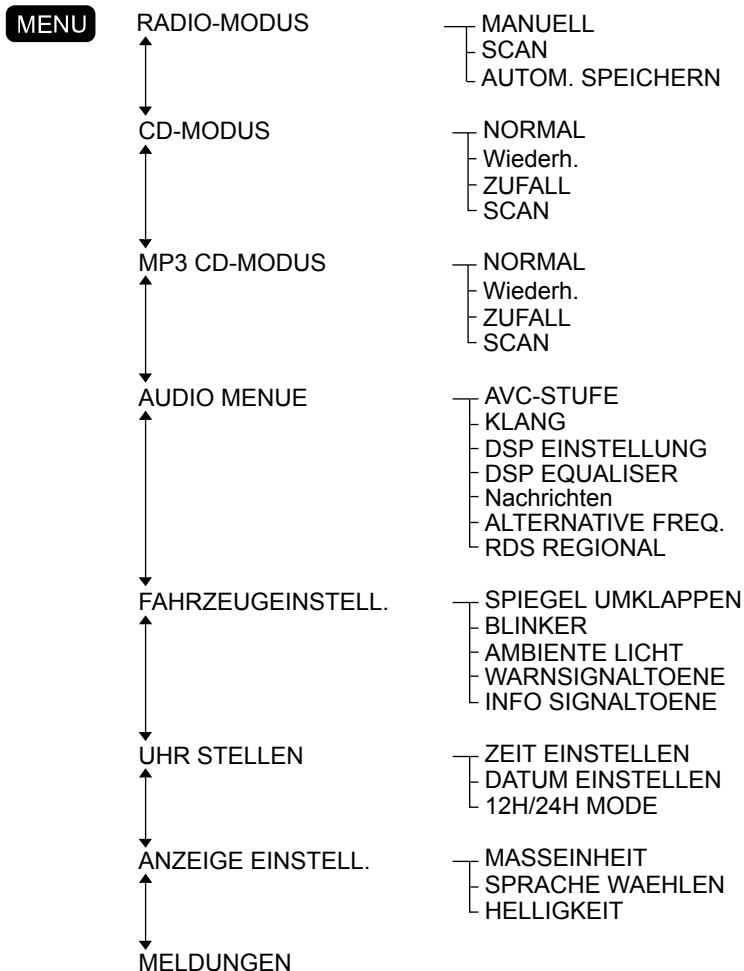 MENU
RADIO-MODUS
MANUELL
SCAN
AUTOM. SPEICHERN
CD-MODUS
NORMAL
Wiederh.
ZUFALL
SCAN
MP3 CD-MODUS
NORMAL
Wiederh.
ZUFALL
SCAN
AUDIO MENUE
AVC-STUFE
KLANG
DSP EINSTELLUNG
DSP EQUALISER
Nachrichten
ALTERNATIVE FREQ.
RDS REGIONAL
FAHRZEUGEINSTELL.
SPIEGEL UMKLAPPEN
BLINKER
AMBIENTE LICHT
WARNSIGNALTOENE
INFO SIGNALTOENE
UHR STELLEN
ZEIT EINSTELLEN
DATUM EINSTELLEN
12H/24H MODE
ANZEIGE EINSTELL.
MASSEINHEIT
SPRACHE WAEHLEN
HELLIGKEIT
MELDUNGEN